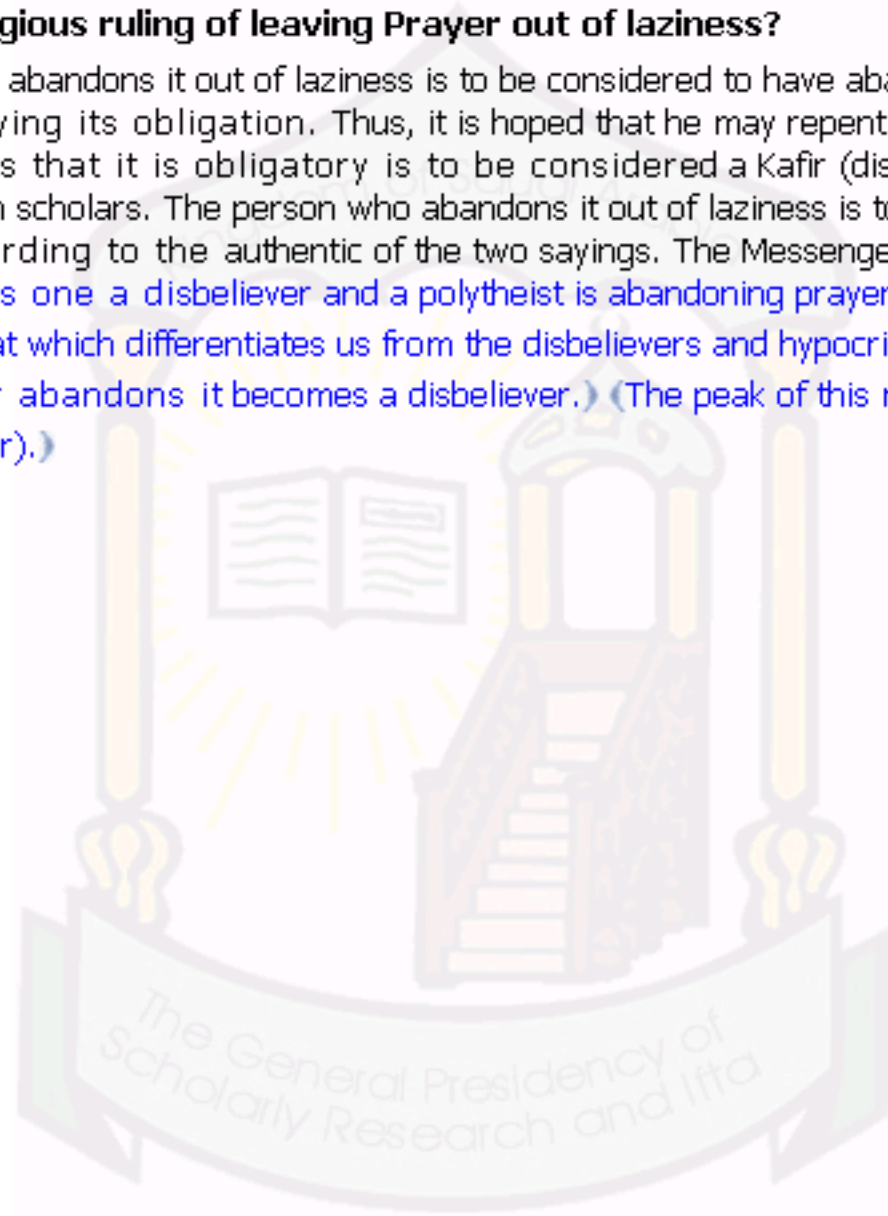 gious ruling of leaving Prayer out of laziness?
abandons it out of laziness is to be considered to have aba
ying its obligation. Thus, it is hoped that he may repent
s that it is obligatory is to be considered a Kafir (dis
n scholars. The person who abandons it out of laziness is to
rding to the authentic of the two sayings. The Messenge
s one a disbeliever and a polytheist is abandoning prayer
at which differentiates us from the disbelievers and hypocri
r abandons it becomes a disbeliever.) (The peak of this r
r).)
Kingdom of Saudi Arabia
The General Presidency of
Scholarly Research and Ifta